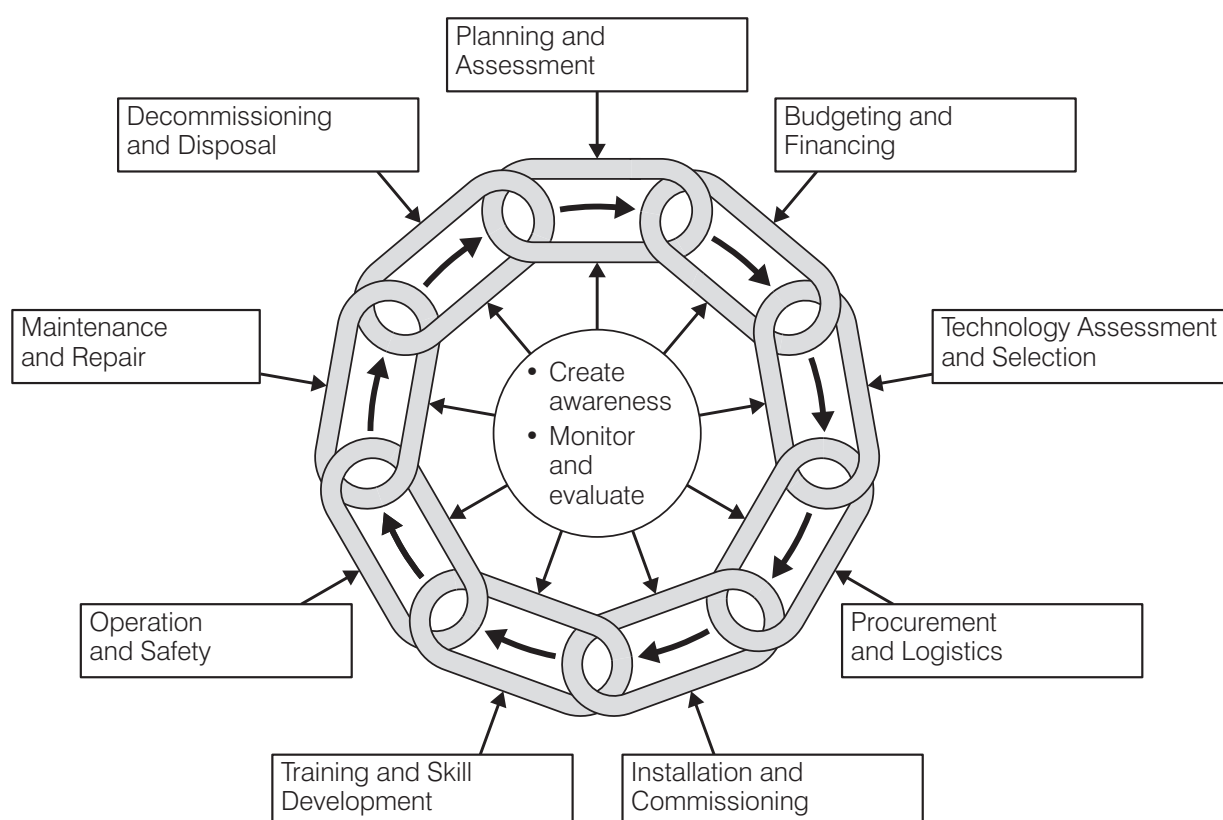 Planning and
Assessment
Decommissioning
and Disposal
Budgeting and
Financing
Maintenance
and Repair
Technology Assessment
and Selection
• Create
awareness
• Monitor
and
evaluate
Operation
and Safety
Procurement
and Logistics
Training and Skill
Development
Installation and
Commissioning